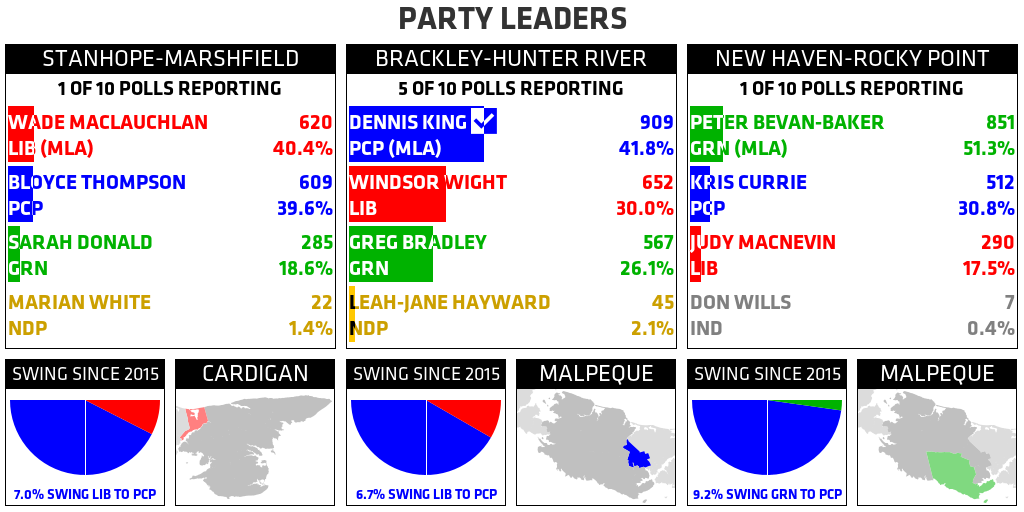 PARTY LEADERS
STANHOPE-MARSHFIELD
1 OF 10 POLLS REPORTING
WADE MACLAUCHLAN 620
LIB (MLA) 40.4%
BLOYCE THOMPSON 609
PCP 39.6%
SARAH DONALD 285
GRN 18.6%
MARIAN WHITE 22
NDP 1.4%
BRACKLEY-HUNTER RIVER
5 OF 10 POLLS REPORTING
DENNIS KING 909
PCP (MLA) 41.8%
WINDSOR WIGHT 652
LIB 30.0%
GREG BRADLEY 567
GRN 26.1%
LEAH-JANE HAYWARD 45
NDP 2.1%
NEW HAVEN-ROCKY POINT
1 OF 10 POLLS REPORTING
PETER BEVAN-BAKER 851
GRN (MLA) 51.3%
KRIS CURRIE 512
PCP 30.8%
JUDY MACNEVIN 290
LIB 17.5%
DON WILLS 7
IND 0.4%
SWING SINCE 2015
7.0% SWING LIB TO PCP
CARDIGAN
SWING SINCE 2015
6.7% SWING LIB TO PCP
MALPEQUE
SWING SINCE 2015
9.2% SWING GRN TO PCP
MALPEQUE